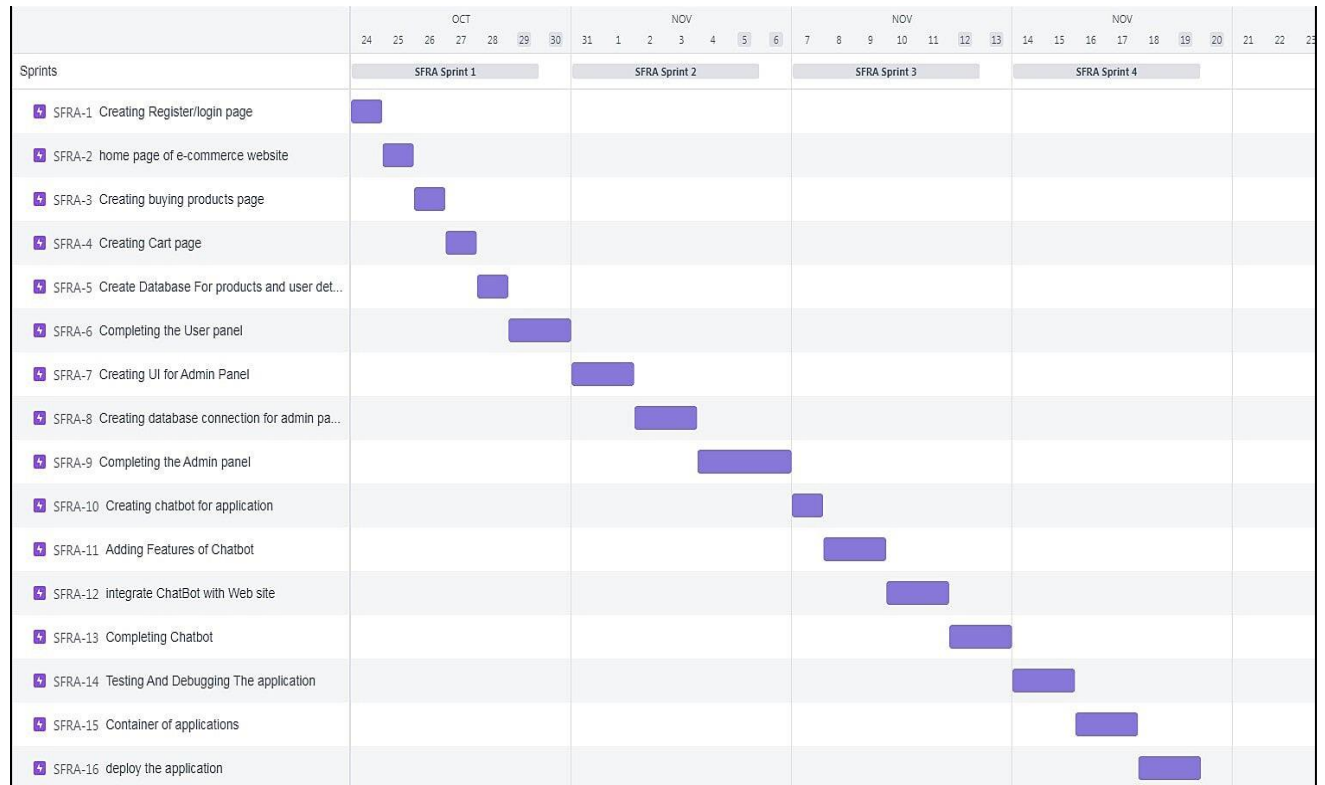 OCT NOV NOV NOV
24 25 26 27 28 29 30 31 1 2 3 4 5 6 7 8 9 10 11 12 13 14 15 16 17 18 19 20 21 22 23
Sprints SFRA Sprint 1 SFRA Sprint 2 SFRA Sprint 3 SFRA Sprint 4
SFRA-1 Creating Register/login page
SFRA-2 home page of e-commerce website
SFRA-3 Creating buying products page
SFRA-4 Creating Cart page
SFRA-5 Create Database For products and user det...
SFRA-6 Completing the User panel
SFRA-7 Creating UI for Admin Panel
SFRA-8 Creating database connection for admin pa...
SFRA-9 Completing the Admin panel
SFRA-10 Creating chatbot for application
SFRA-11 Adding Features of Chatbot
SFRA-12 integrate ChatBot with Web site
SFRA-13 Completing Chatbot
SFRA-14 Testing And Debugging The application
SFRA-15 Container of applications
SFRA-16 deploy the application